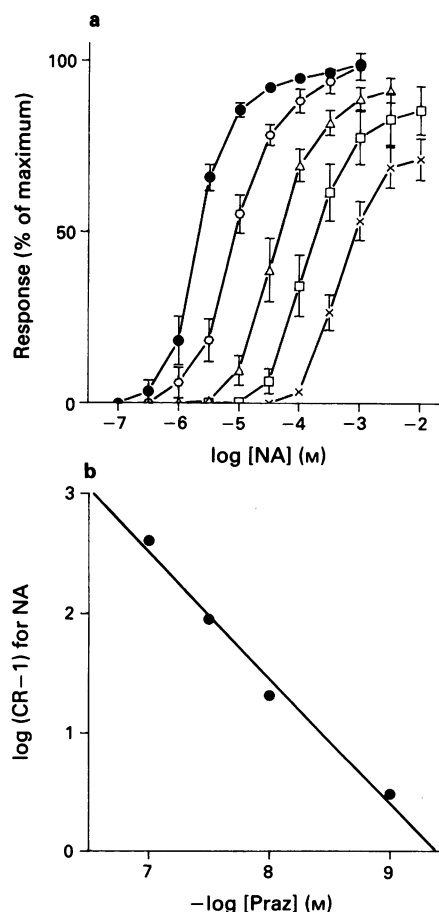 a
Response (% of maximum)
100
50
0
−7 −6 −5 −4 −3 −2
log [NA] (M)
b
log (CR−1) for NA
3
2
1
0
7 8 9
−log [Praz] (M)